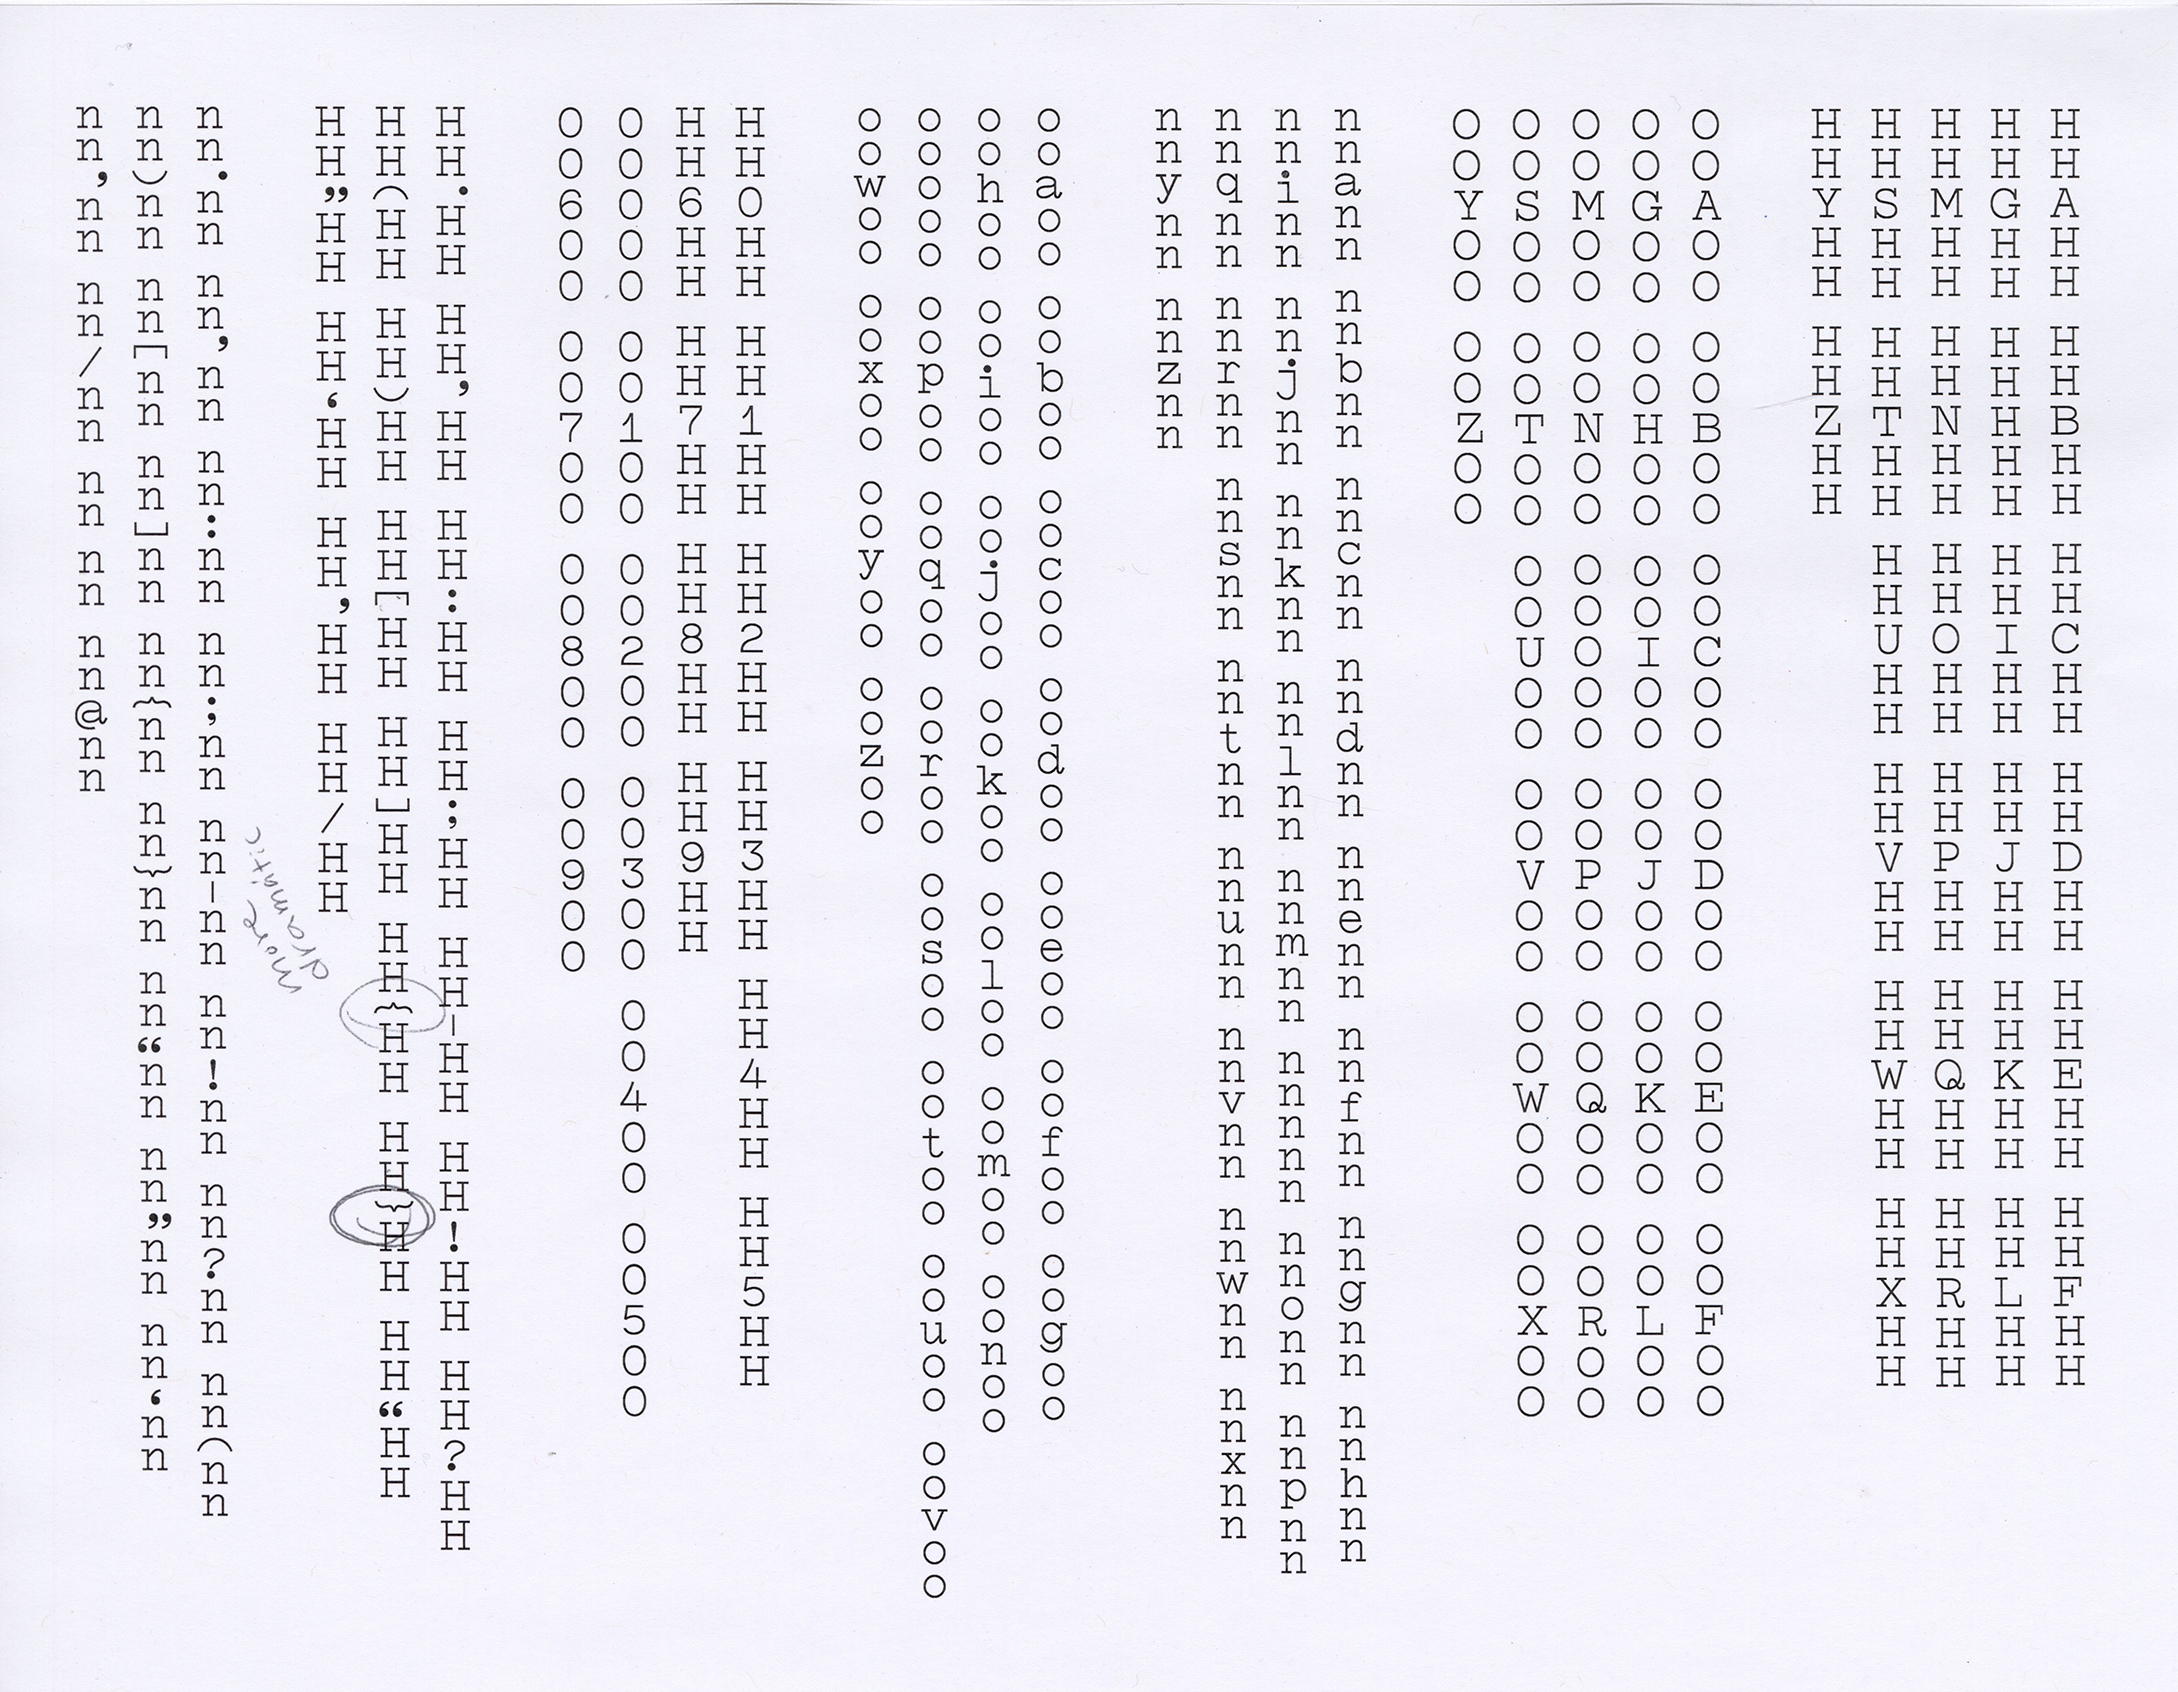 HHAHH HHBHH HHCHH HHDHH HHEHH HHFHH
HHGHH HHHHH HHIHH HHJHH HHKHH HHLHH
HHMHH HHNHH HHOHH HHPHH HHQHH HHRHH
HHSHH HHTHH HHUHH HHVHH HHWHH HHXHH
HHYHH HHZHH
OOAOO OOBOO OOCOO OODOO OOEOO OOFOO
OOGOO OOHOO OOIOO OOJOO OOKOO OOLOO
OOMOO OONOO OOOOO OOPOO OOQOO OOROO
OOSOO OOTOO OOUOO OOVOO OOWOO OOXOO
OOYOO OOZOO
nnann nnbnn nncnn nndnn nnenn nnfnn nngnn nnhnn
nninn nnjnn nnknn nnlnn nnmnn nnnnn nnonn nnpnn
nnqnn nnrnn nnsnn nntnn nnunn nnvnn nnwnn nnxnn
nnynn nnznn
ooaoo ooboo oocoo oodoo ooeoo oofoo oogoo
oohoo ooioo oojoo ookoo ooloo oomoo oonoo
ooooo oopoo ooqoo ooroo oosoo ootoo oouoo oovoo
oowoo ooxoo ooyoo oozoo
HH0HH HH1HH HH2HH HH3HH HH4HH HH5HH
HH6HH HH7HH HH8HH HH9HH
OO0OO OO1OO OO2OO OO3OO OO4OO OO5OO
OO6OO OO7OO OO8OO OO9OO
HH.HH HH,HH HH:HH HH;HH HH-HH HH!HH HH?HH
HH(HH HH)HH HH[HH HH]HH HH{HH HH}HH HH“HH
HH”HH HH‘HH HH’HH HH/HH
More
dramatic
nn.nn nn,nn nn:nn nn;nn nn-nn nn!nn nn?nn nn(nn
nn)nn nn[nn nn]nn nn{nn nn}nn nn“nn nn”nn nn‘nn
nn’nn nn/nn nn nn nn@nn